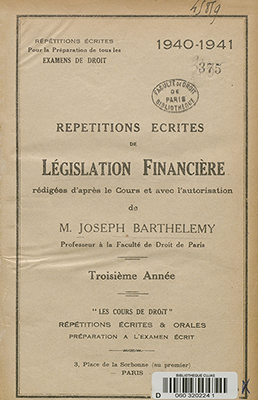 4/8/9
RÉPÉTITIONS ÉCRITES
Pour la Préparation de tous les
EXAMENS DE DROIT
1940-1941
375
FACULTÉ DE DROIT
DE
PARIS
BIBLIOTHÈQUE
REPETITIONS ECRITES
DE
LÉGISLATION FINANCIÈRE
rédigées d'après le Cours et avec l'autorisation
de
M. JOSEPH BARTHELEMY
Professeur à la Faculté de Droit de Paris
Troisième Année
"LES COURS DE DROIT"
RÉPÉTITIONS ÉCRITES & ORALES
PRÉPARATION A L'EXAMEN ÉCRIT
3, Place de la Sorbonne (au premier)
PARIS
BIBLIOTHEQUE CUJAS
D 060 320224 1
X